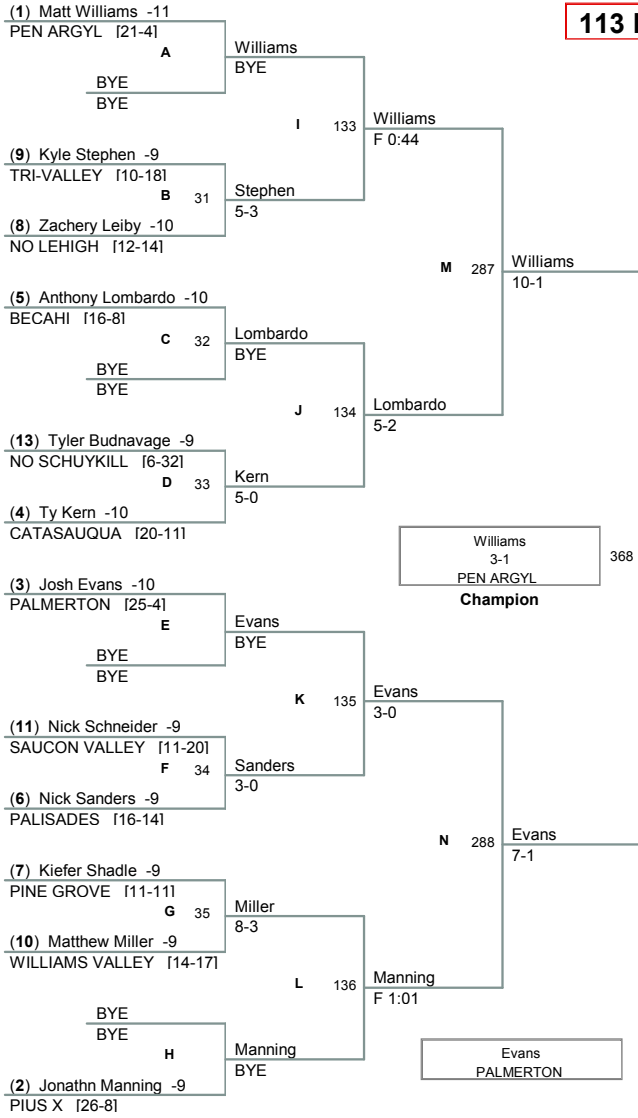 (1) Matt Williams -11
PEN ARGYL [21-4]
A
BYE
BYE
Williams
BYE
113
(9) Kyle Stephen -9
TRI-VALLEY [10-18]
B 31
(8) Zachery Leiby -10
NO LEHIGH [12-14]
Stephen
5-3
I 133
Williams
F 0:44
(5) Anthony Lombardo -10
BECAHI [16-8]
C 32
BYE
BYE
Lombardo
BYE
(13) Tyler Budnavage -9
NO SCHUYKILL [6-32]
D 33
(4) Ty Kern -10
CATASAUQUA [20-11]
Kern
5-0
J 134
Lombardo
5-2
M 287
Williams
10-1
Williams
3-1
PEN ARGYL
368
Champion
(3) Josh Evans -10
PALMERTON [25-4]
E
BYE
BYE
Evans
BYE
(11) Nick Schneider -9
SAUCON VALLEY [11-20]
F 34
(6) Nick Sanders -9
PALISADES [16-14]
Sanders
3-0
K 135
Evans
3-0
(7) Kiefer Shadle -9
PINE GROVE [11-11]
G 35
(10) Matthew Miller -9
WILLIAMS VALLEY [14-17]
Miller
8-3
BYE
BYE
H
(2) Jonathn Manning -9
PIUS X [26-8]
Manning
BYE
L 136
Manning
F 1:01
N 288
Evans
7-1
Evans
PALMERTON